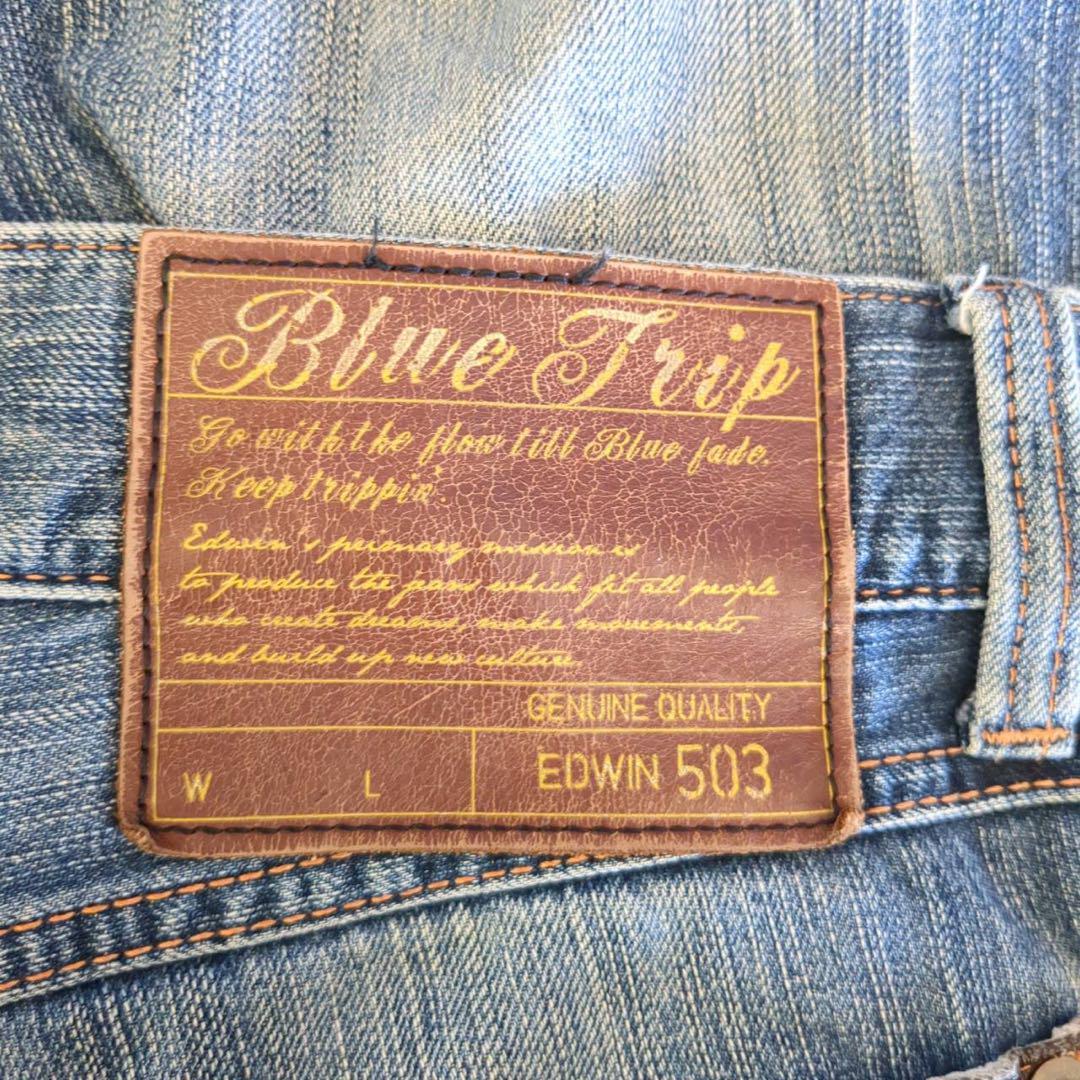 Blue Trip
Go with the flow till Blue fade.
Keep trippin'.
Edwin's primary mission is
to produce the pans which fit all people
who create dreams, make movements,
and build up new culture.
GENUINE QUALITY
W L EDWIN 503